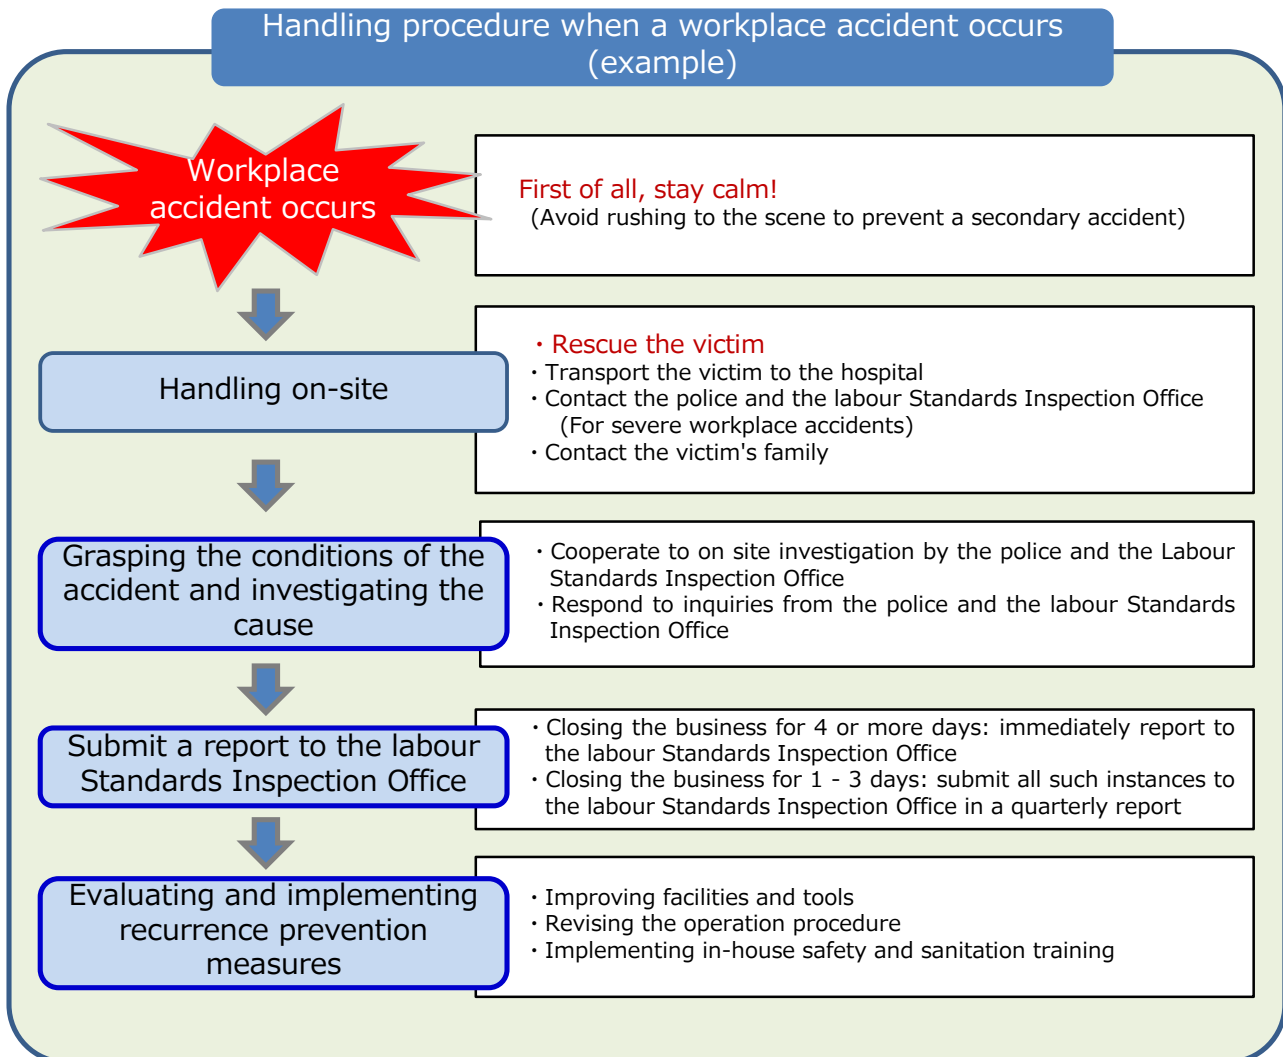 Handling procedure when a workplace accident occurs
(example)
Workplace
accident occurs
First of all, stay calm!
(Avoid rushing to the scene to prevent a secondary accident)
Handling on-site
・Rescue the victim
・Transport the victim to the hospital
・Contact the police and the labour Standards Inspection Office
(For severe workplace accidents)
・Contact the victim's family
Grasping the conditions of the
accident and investigating the
cause
・Cooperate to on site investigation by the police and the Labour
Standards Inspection Office
・Respond to inquiries from the police and the labour Standards
Inspection Office
Submit a report to the labour
Standards Inspection Office
・Closing the business for 4 or more days: immediately report to
the labour Standards Inspection Office
・Closing the business for 1 - 3 days: submit all such instances to
the labour Standards Inspection Office in a quarterly report
Evaluating and implementing
recurrence prevention
measures
・Improving facilities and tools
・Revising the operation procedure
・Implementing in-house safety and sanitation training